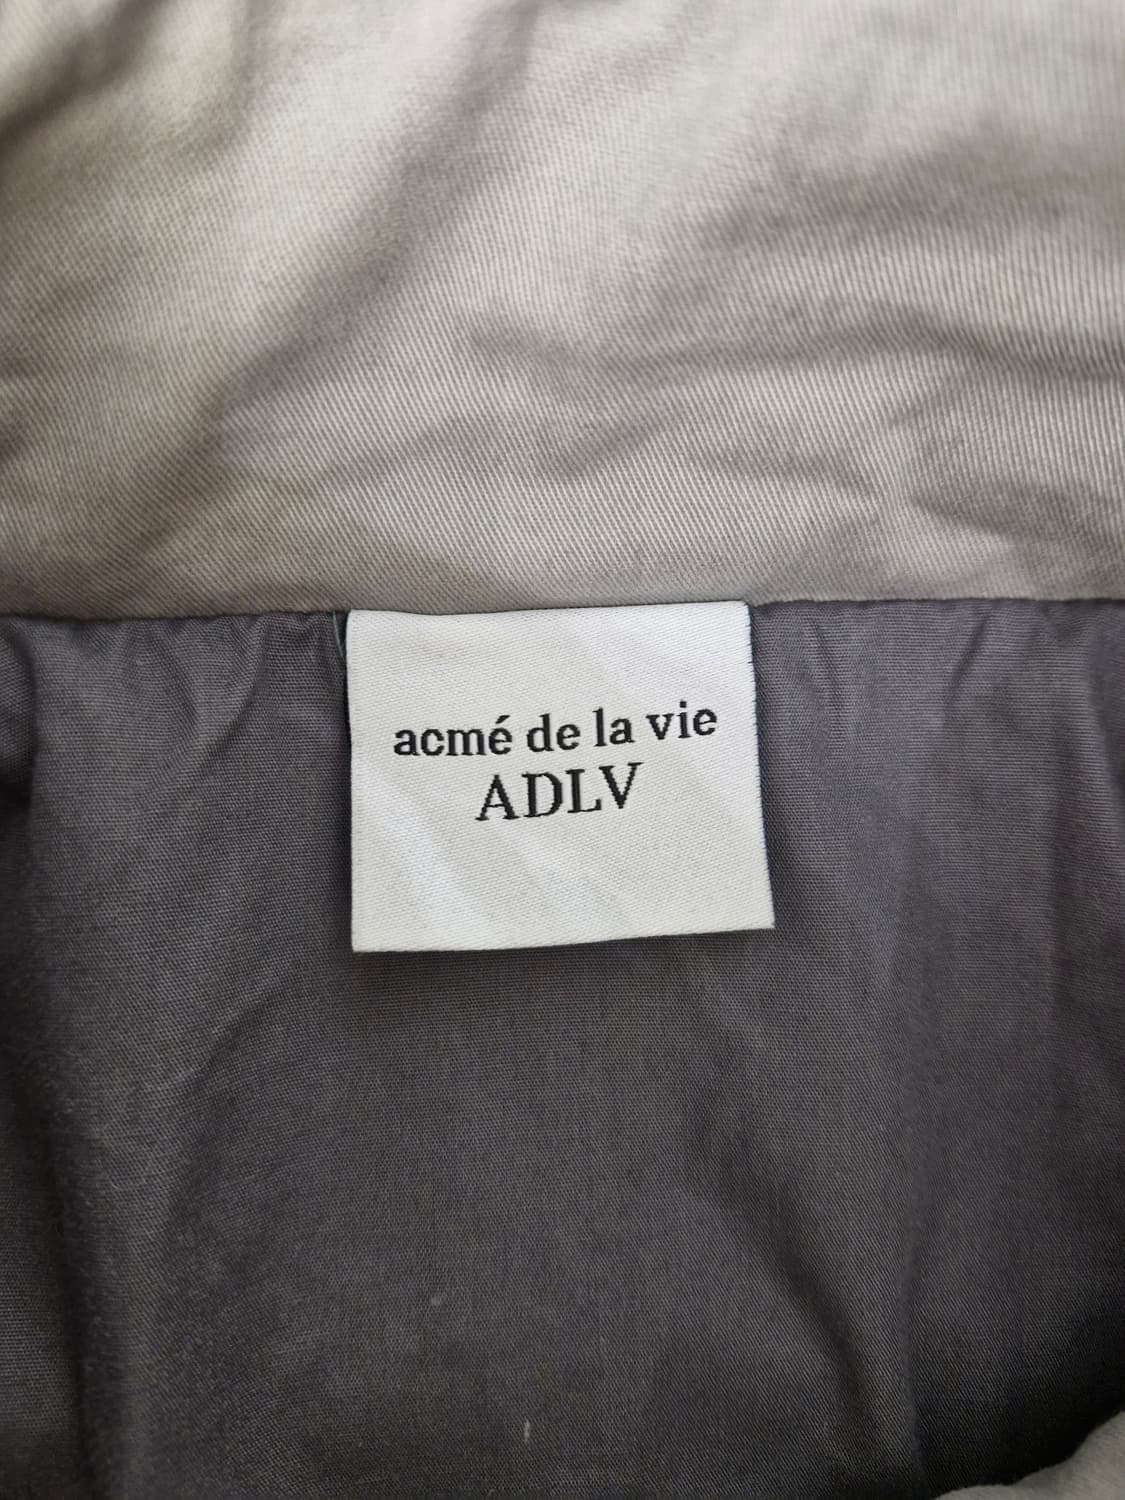 acmé de la vie
ADLV